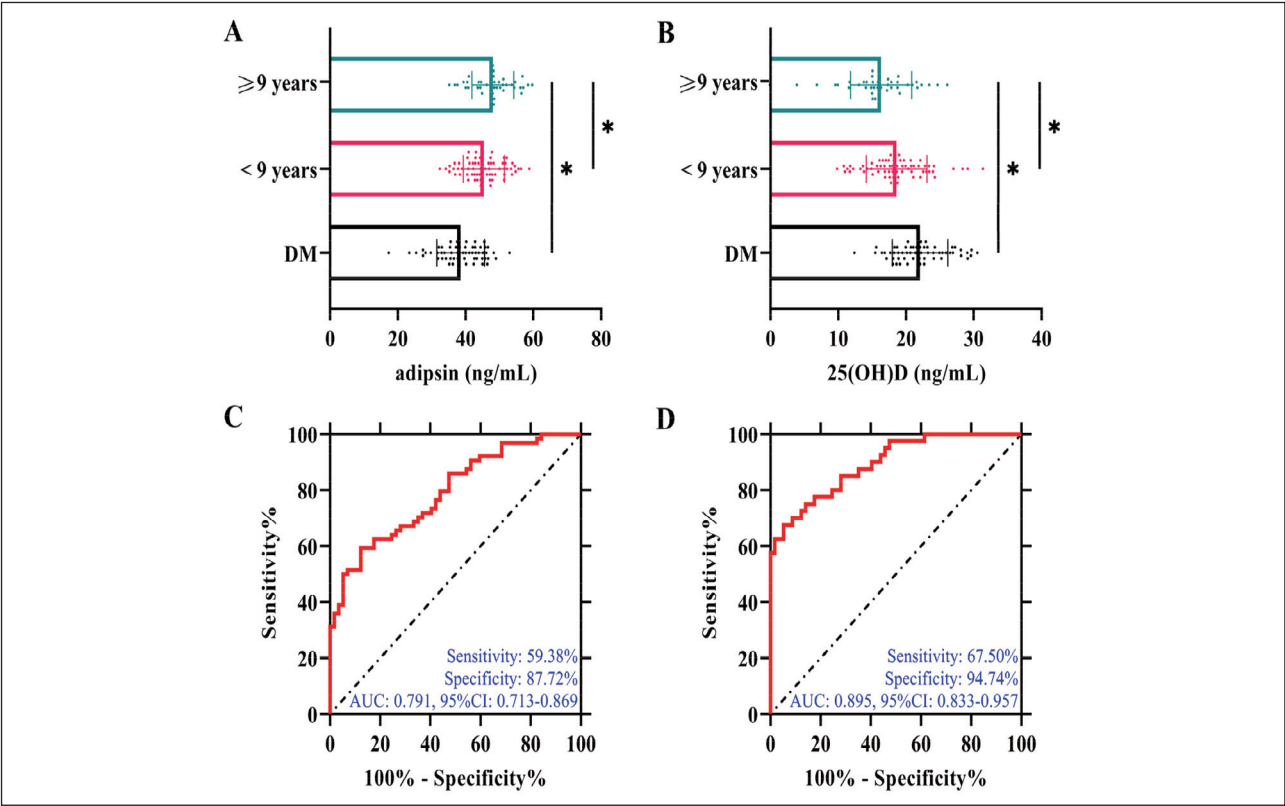 A
⩾9 years
< 9 years
DM
*
*
0 20 40 60 80
adipsin (ng/mL)
B
⩾9 years
< 9 years
DM
*
*
0 10 20 30 40
25(OH)D (ng/mL)
C
100
80
60
40
20
0
Sensitivity%
Sensitivity: 59.38%
Specificity: 87.72%
AUC: 0.791, 95%CI: 0.713-0.869
0 20 40 60 80 100
100% - Specificity%
D
100
80
60
40
20
0
Sensitivity%
Sensitivity: 67.50%
Specificity: 94.74%
AUC: 0.895, 95%CI: 0.833-0.957
0 20 40 60 80 100
100% - Specificity%